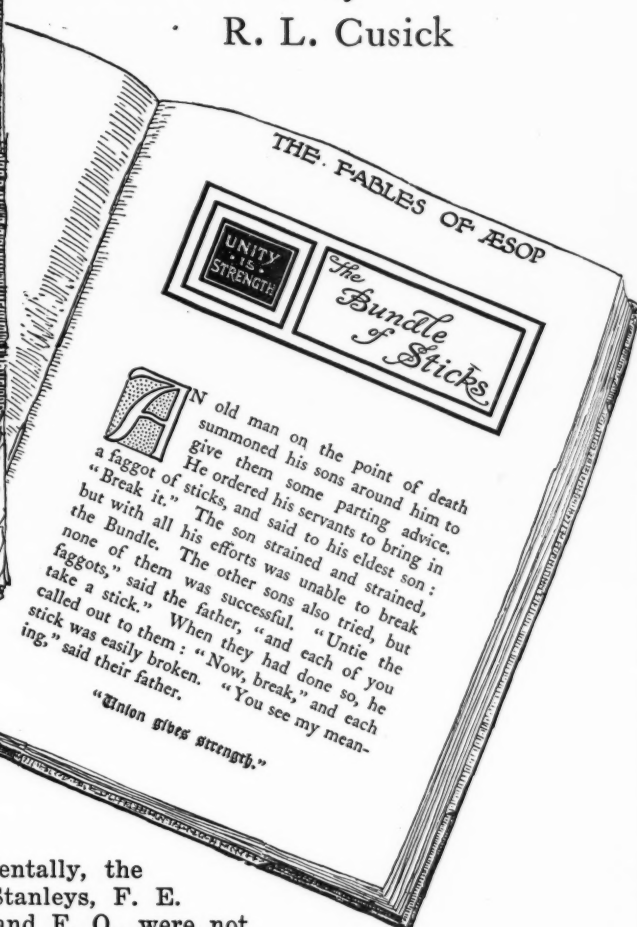 R. L. Cusick
THE FABLES OF ÆSOP
UNITY
· IS ·
STRENGTH
The
Bundle
of Sticks
AN old man on the point of death
summoned his sons around him to
give them some parting advice.
He ordered his servants to bring in
a faggot of sticks, and said to his eldest son :
“Break it.” The son strained and strained,
but with all his efforts was unable to break
the Bundle. The other sons also tried, but
none of them was successful. “Untie the
faggots,” said the father, “and each of you
take a stick.” When they had done so, he
called out to them : “Now, break,” and each
stick was easily broken. “You see my mean-
ing,” said their father.
“Union gives strength.”
entally, the
Stanleys, F. E.
and F. O., were not